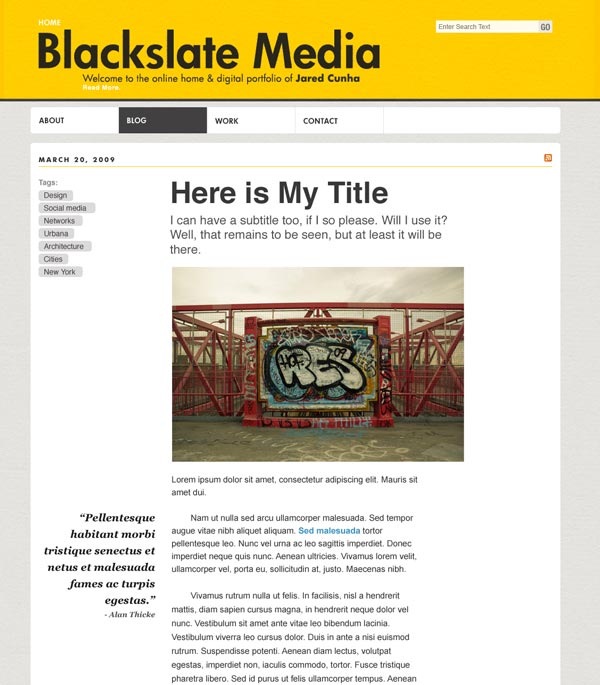 HOME
Enter Search Text
GO
Blackslate Media
Welcome to the online home & digital portfolio of Jared Cunha
Read More.
ABOUT
BLOG
WORK
CONTACT
MARCH 20, 2009
Tags:
Design
Social media
Networks
Urbana
Architecture
Cities
New York
Here is My Title
I can have a subtitle too, if I so please. Will I use it?
Well, that remains to be seen, but at least it will be
there.
Lorem ipsum dolor sit amet, consectetur adipiscing elit. Mauris sit
amet dui.
“Pellentesque
habitant morbi
tristique senectus et
netus et malesuada
fames ac turpis
egestas.”
- Alan Thicke
Nam ut nulla sed arcu ullamcorper malesuada. Sed tempor
augue vitae nibh aliquet aliquam. Sed malesuada tortor
pellentesque leo. Nunc vel urna ac leo sagittis imperdiet. Donec
imperdiet neque quis nunc. Aenean ultricies. Vivamus lorem velit,
ullamcorper vel, porta eu, sollicitudin at, justo. Maecenas nibh.
Vivamus rutrum nulla ut felis. In facilisis, nisl a hendrerit
mattis, diam sapien cursus magna, in hendrerit neque dolor vel
nunc. Vestibulum sit amet ante vitae leo bibendum lacinia.
Vestibulum viverra leo cursus dolor. Duis in ante a nisi euismod
rutrum. Suspendisse potenti. Aenean diam lectus, volutpat
egestas, imperdiet non, iaculis commodo, tortor. Fusce tristique
pharetra libero. Sed id purus ut felis ullamcorper tempus. Aenean